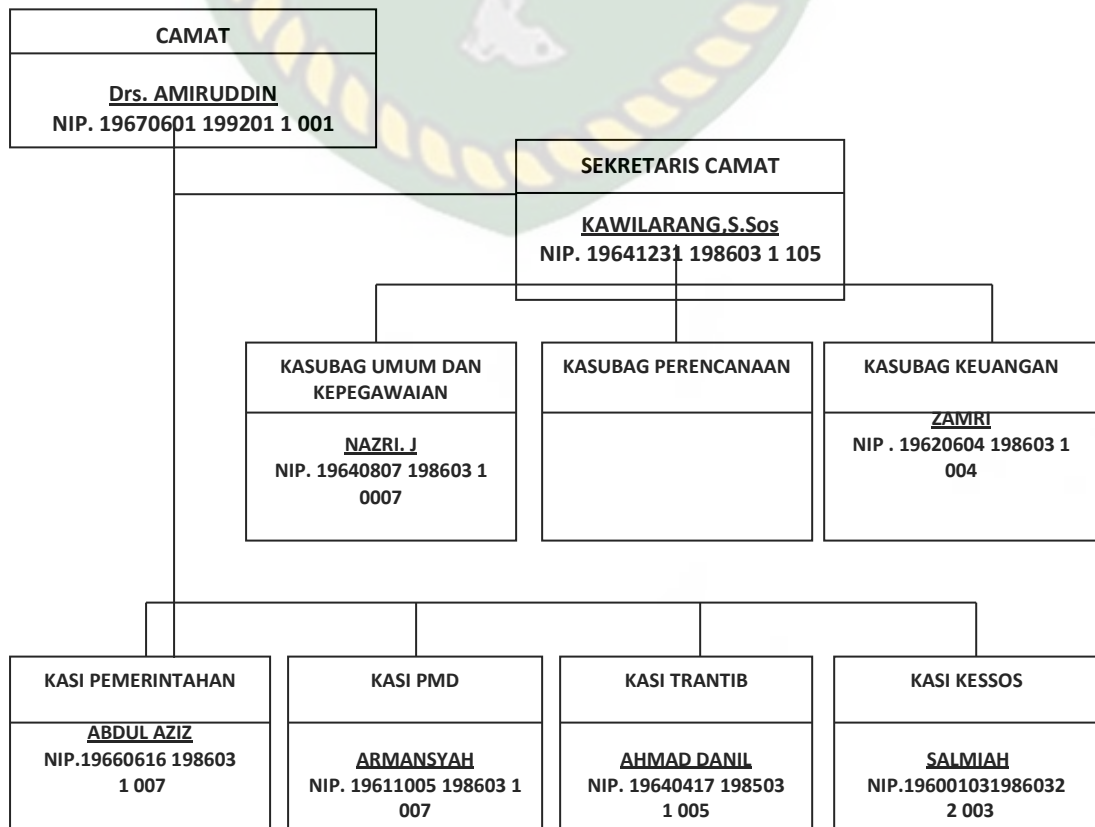 CAMAT
Drs. AMIRUDDIN
NIP. 19670601 199201 1 001
SEKRETARIS CAMAT
KAWILARANG,S.Sos
NIP. 19641231 198603 1 105
KASUBAG UMUM DAN
KEPEGAWAIAN
NAZRI. J
NIP. 19640807 198603 1
0007
KASUBAG PERENCANAAN
KASUBAG KEUANGAN
ZAMRI
NIP . 19620604 198603 1
004
KASI PEMERINTAHAN
ABDUL AZIZ
NIP.19660616 198603
1 007
KASI PMD
ARMANSYAH
NIP. 19611005 198603 1
007
KASI TRANTIB
AHMAD DANIL
NIP. 19640417 198503
1 005
KASI KESSOS
SALMIAH
NIP.196001031986032
2 003